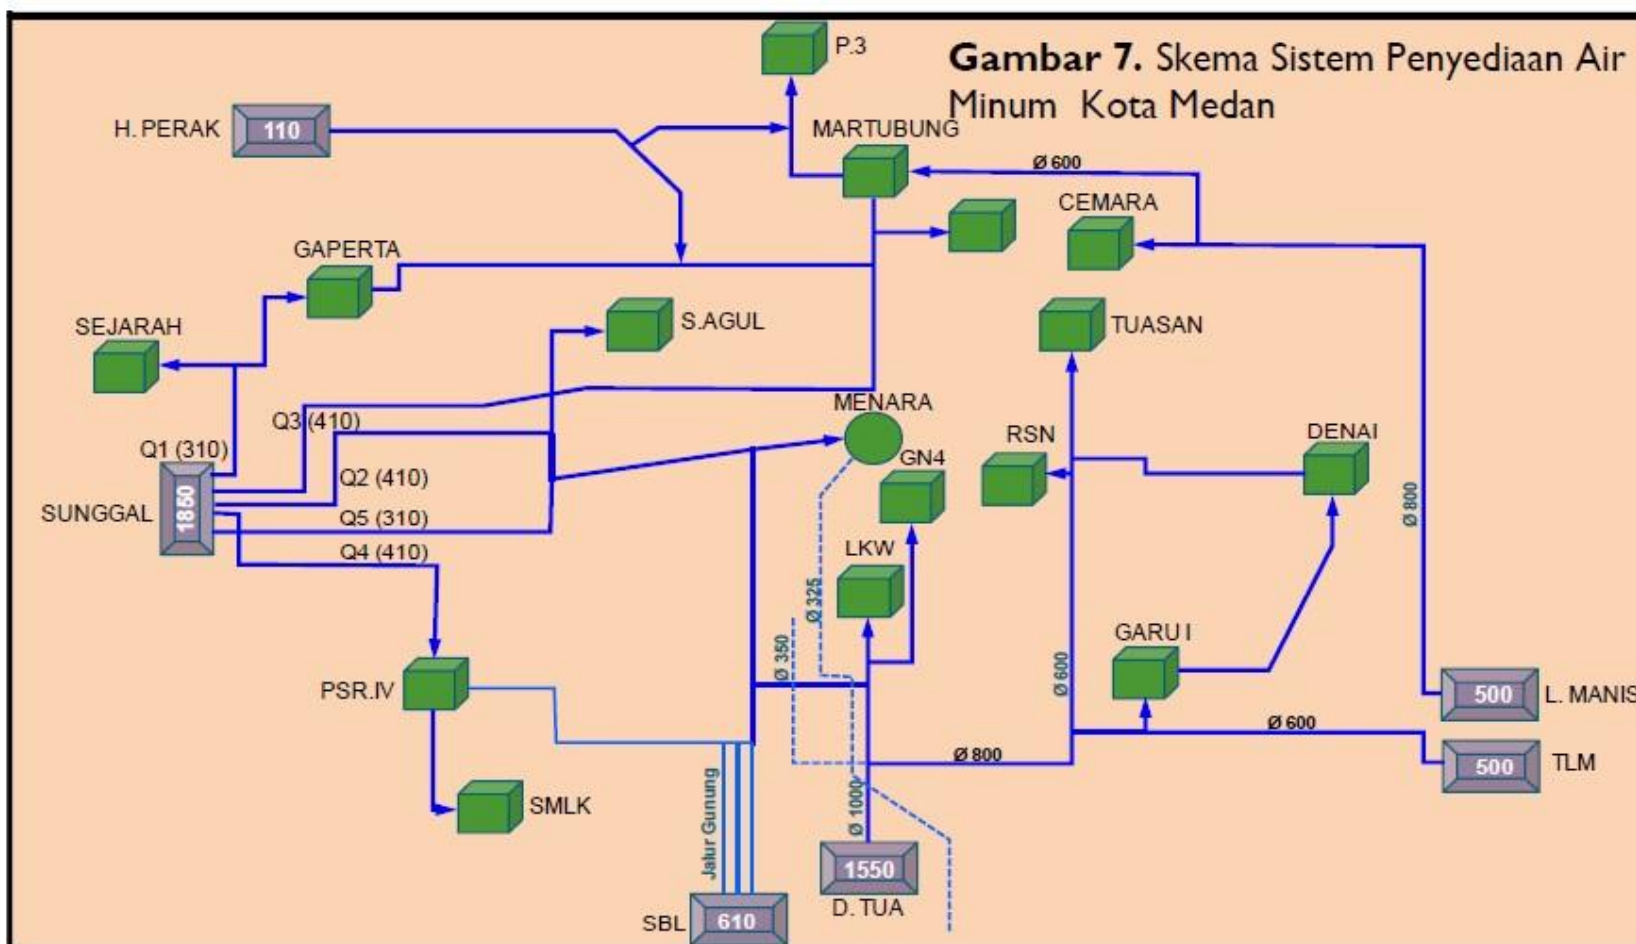 Gambar 7. Skema Sistem Penyediaan Air
Minum Kota Medan
P.3
H. PERAK
110
MARTUBUNG
Ø 600
CEMARA
GAPERTA
SEJARAH
S.AGUL
TUASAN
MENARA
Q3 (410)
Q1 (310)
RSN
DENAI
GN4
Q2 (410)
SUNGGAL
1850
Q5 (310)
Q4 (410)
Ø 800
LKW
Ø 325
Ø 350
GARU I
Ø 600
PSR.IV
500
L. MANIS
Ø 600
Ø 800
500
TLM
SMLK
Jalur Gunung
Ø 1000
1550
D. TUA
SBL
610